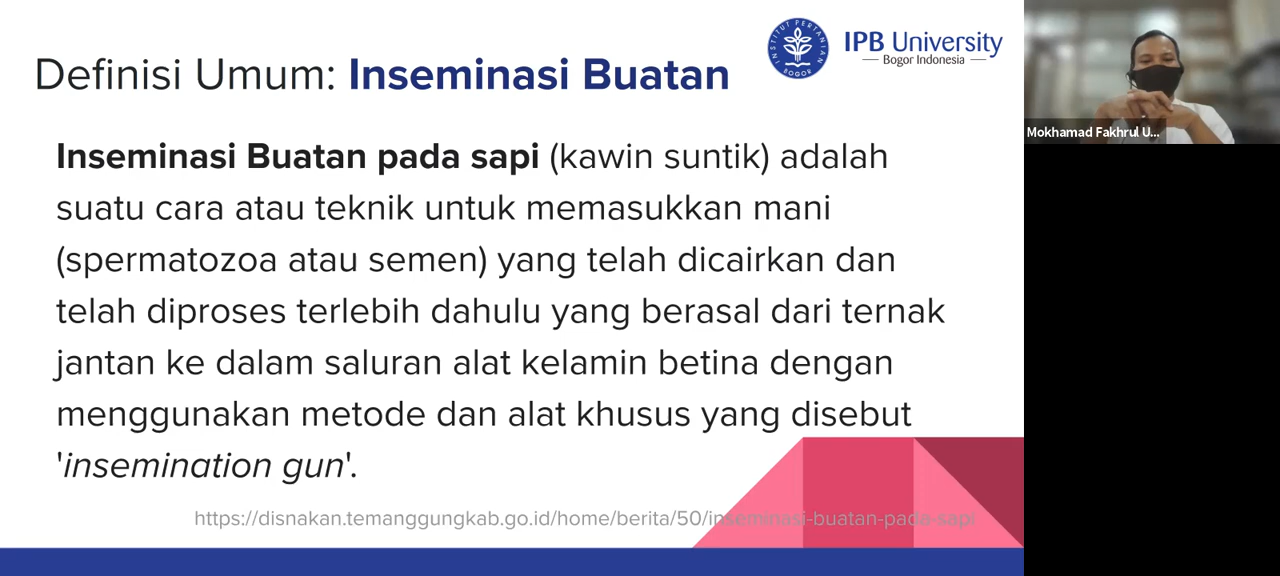 INSTITUT PERTANIAN
BOGOR
IPB University
Bogor Indonesia
Definisi Umum: Inseminasi Buatan
Inseminasi Buatan pada sapi (kawin suntik) adalah
suatu cara atau teknik untuk memasukkan mani
(spermatozoa atau semen) yang telah dicairkan dan
telah diproses terlebih dahulu yang berasal dari ternak
jantan ke dalam saluran alat kelamin betina dengan
menggunakan metode dan alat khusus yang disebut
'insemination gun'.
https://disnakan.temanggungkab.go.id/home/berita/50/inseminasi-buatan-pada-sapi
Mokhamad Fakhrul U...